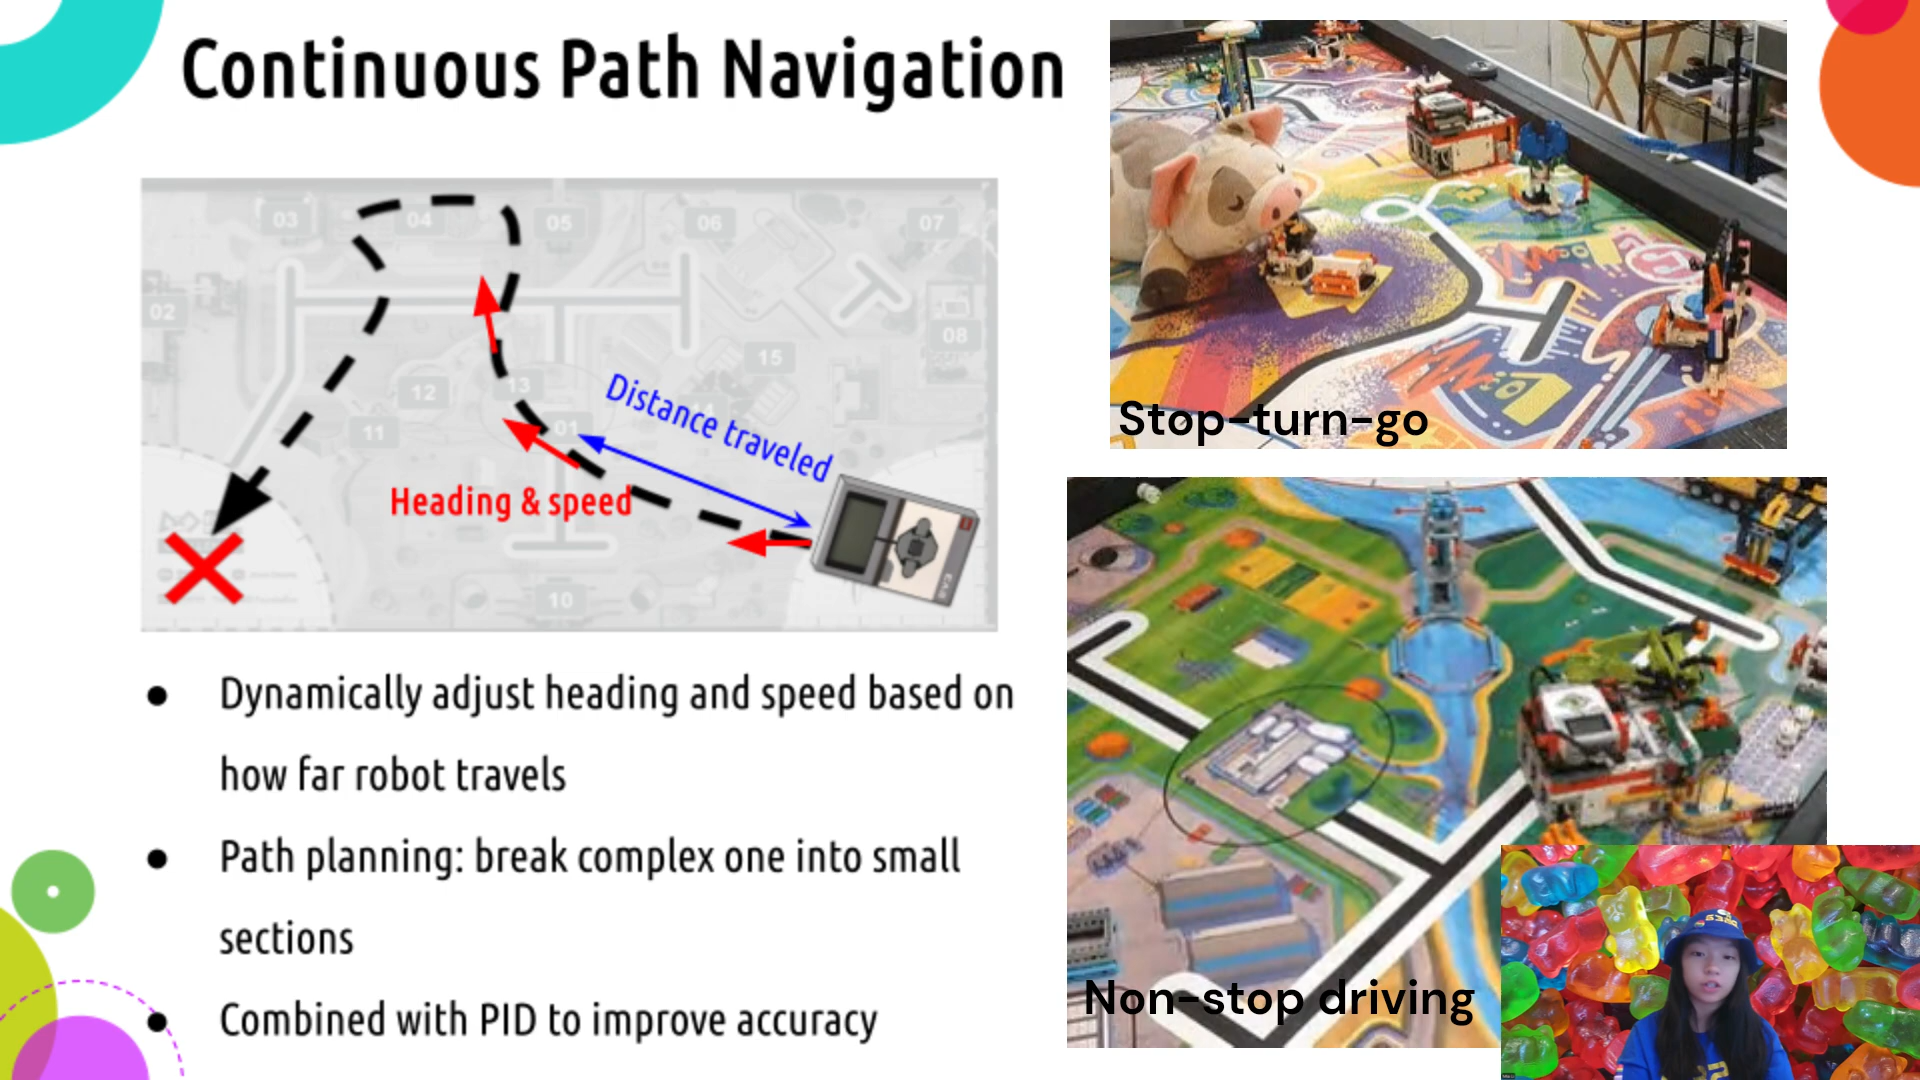 Continuous Path Navigation
03
04
05
06
07
02
08
15
13
12
01
11
10
Distance traveled
Heading & speed
EV3
Dynamically adjust heading and speed based on
how far robot travels
Path planning: break complex one into small
sections
Combined with PID to improve accuracy
Stop-turn-go
Non-stop driving